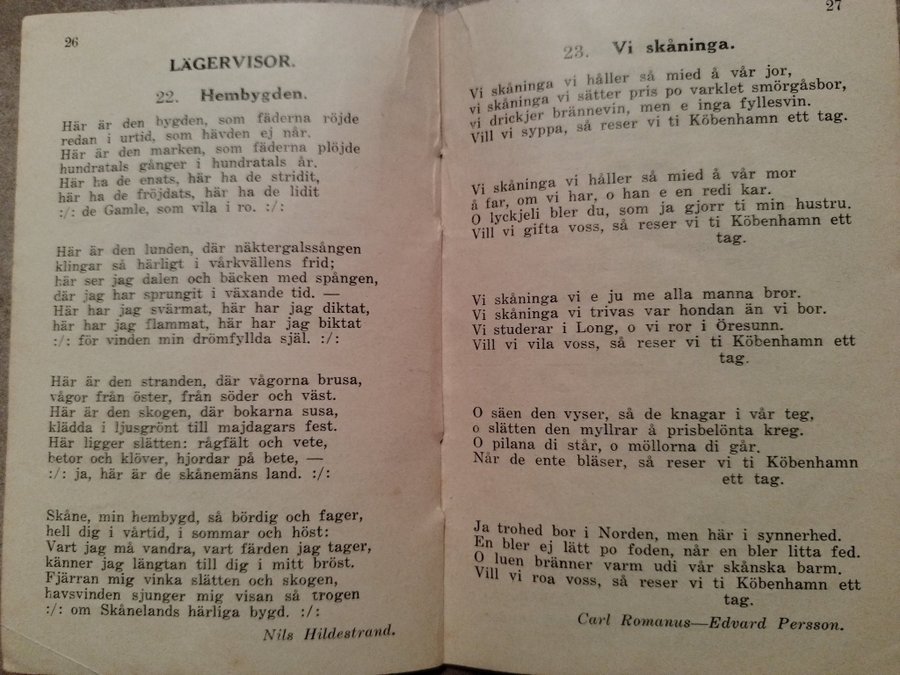 26
LÄGERVISOR.
22. Hembygden.
Här är den bygden, som fäderna röjde
redan i urtid, som hävden ej når.
Här är den marken, som fäderna plöjde
hundratals gånger i hundratals år.
Här ha de enats, här ha de stridit,
här ha de fröjdats, här ha de lidit
:/: de Gamle, som vila i ro. :/:
Här är den lunden, där näktergalssången
klingar så härligt i vårkvällens frid;
här ser jag dalen och bäcken med spången,
där jag har sprungit i växande tid. —
Här har jag svärmat, här har jag diktat,
här har jag flammat, här har jag biktat
:/: för vinden min drömfyllda själ. :/:
Här är den stranden, där vågorna brusa,
vågor från öster, från söder och väst.
Här är den skogen, där bokarna susa,
klädda i ljusgrönt till majdagars fest.
Här ligger slätten: rågfält och vete,
betor och klöver, hjordar på bete, —
:/: ja, här är de skånemäns land. :/:
Skåne, min hembygd, så bördig och fager,
hell dig i vårtid, i sommar och höst:
Vart jag må vandra, vart färden jag tager,
känner jag längtan till dig i mitt bröst.
Fjärran mig vinka slätten och skogen,
havsvinden sjunger mig visan så trogen
:/: om Skånelands härliga bygd. :/:
Nils Hildestrand.
27
23. Vi skåninga.
Vi skåninga vi håller så mied å vår jor,
vi skåninga vi sätter pris po varklet smörgåsbor,
vi drickjer brännevin, men e inga fyllesvin.
Vill vi syppa, så reser vi ti Köbenhamn ett tag.
Vi skåninga vi håller så mied å vår mor
å far, om vi har, o han e en redi kar.
O lyckjeli bler du, som ja gjorr ti min hustru.
Vill vi gifta voss, så reser vi ti Köbenhamn ett
tag.
Vi skåninga vi e ju me alla manna bror.
Vi skåninga vi trivas var hondan än vi bor.
Vi studerar i Long, o vi ror i Öresunn.
Vill vi vila voss, så reser vi ti Köbenhamn ett
tag.
O säen den vyser, så de knagar i vår teg,
o slätten den myllrar å prisbelönta kreg.
O pilana di står, o möllorna di går.
Når de ente bläser, så reser vi ti Köbenhamn
ett tag.
Ja trohed bor i Norden, men här i synnerhed.
En bler ej lätt po foden, når en bler litta fed.
O luen bränner varm udi vår skånska barm.
Vill vi roa voss, så reser vi ti Köbenhamn ett
tag.
Carl Romanus—Edvard Persson.